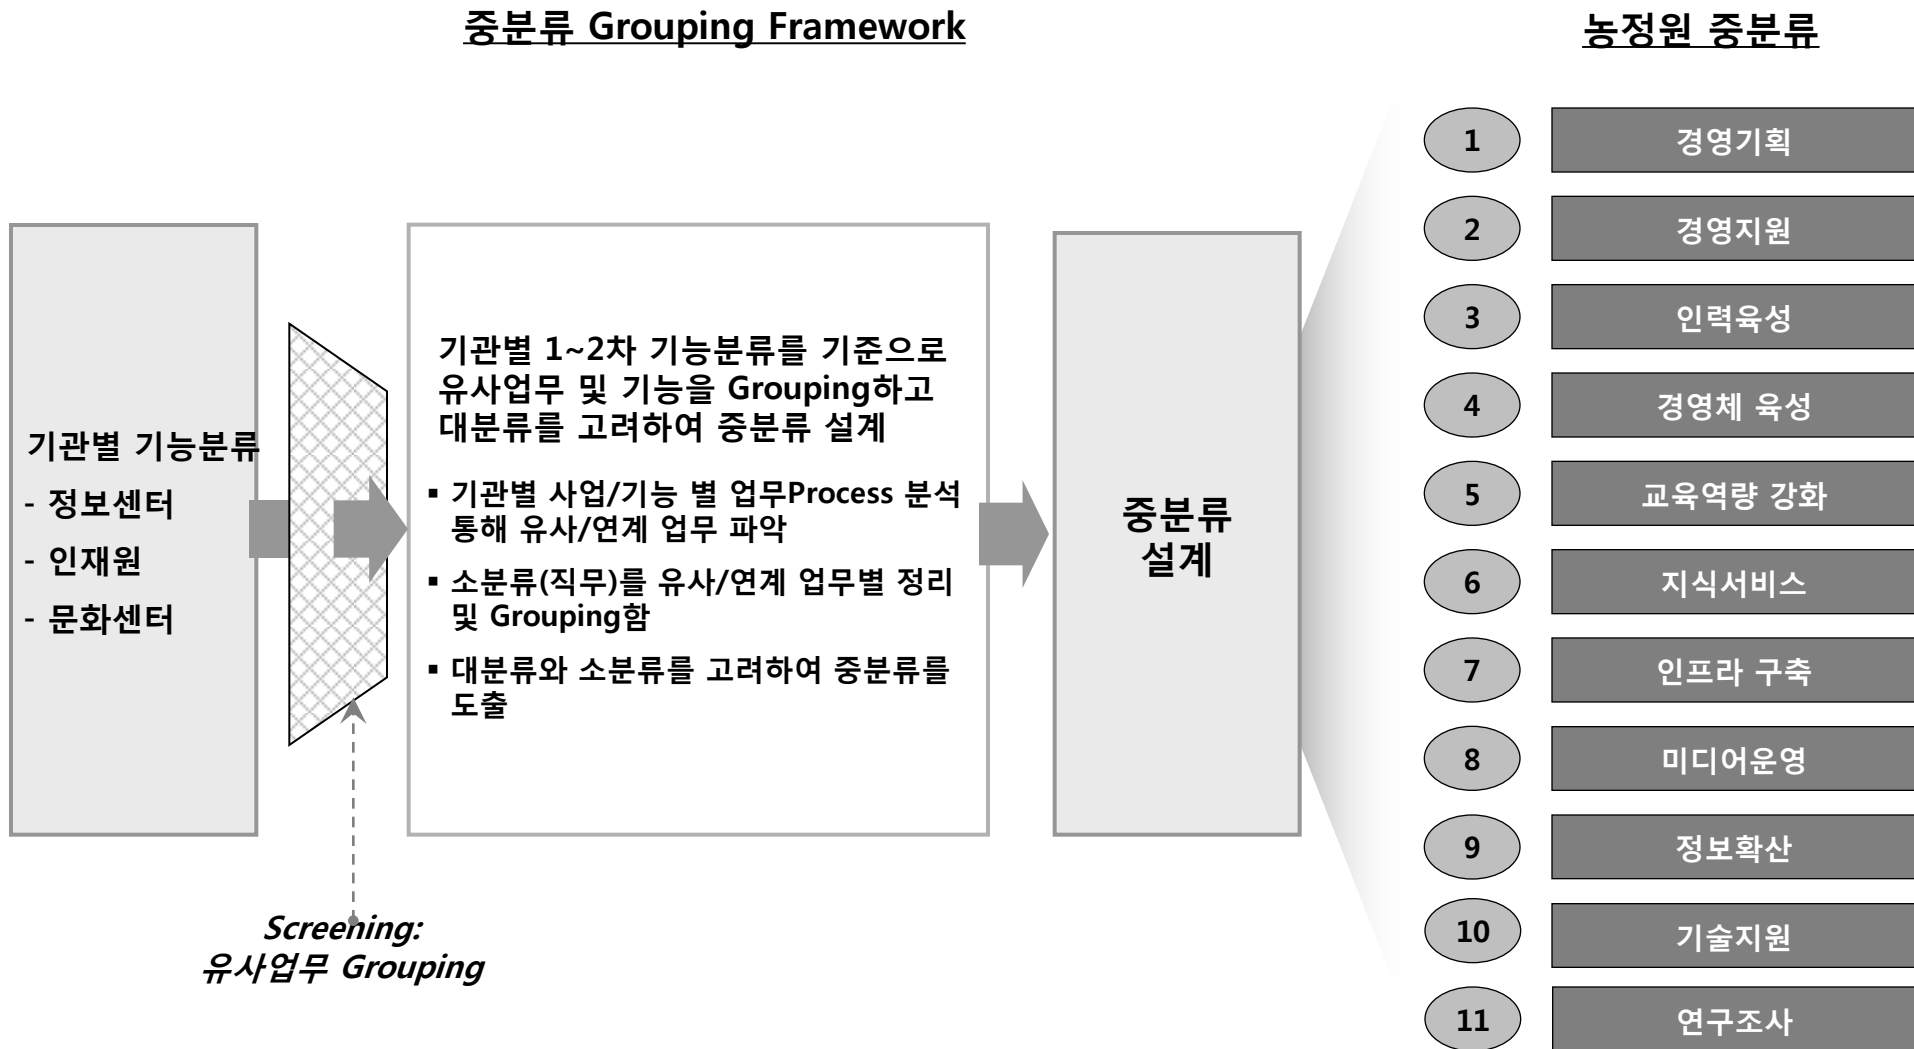 중분류 Grouping Framework
농정원 중분류
기관별 기능분류
- 정보센터
- 인재원
- 문화센터
Screening:
유사업무 Grouping
기관별 1~2차 기능분류를 기준으로
유사업무 및 기능을 Grouping하고
대분류를 고려하여 중분류 설계
▪ 기관별 사업/기능 별 업무Process 분석
통해 유사/연계 업무 파악
▪ 소분류(직무)를 유사/연계 업무별 정리
및 Grouping함
▪ 대분류와 소분류를 고려하여 중분류를
도출
중분류
설계
1 경영기획
2 경영지원
3 인력육성
4 경영체 육성
5 교육역량 강화
6 지식서비스
7 인프라 구축
8 미디어운영
9 정보확산
10 기술지원
11 연구조사